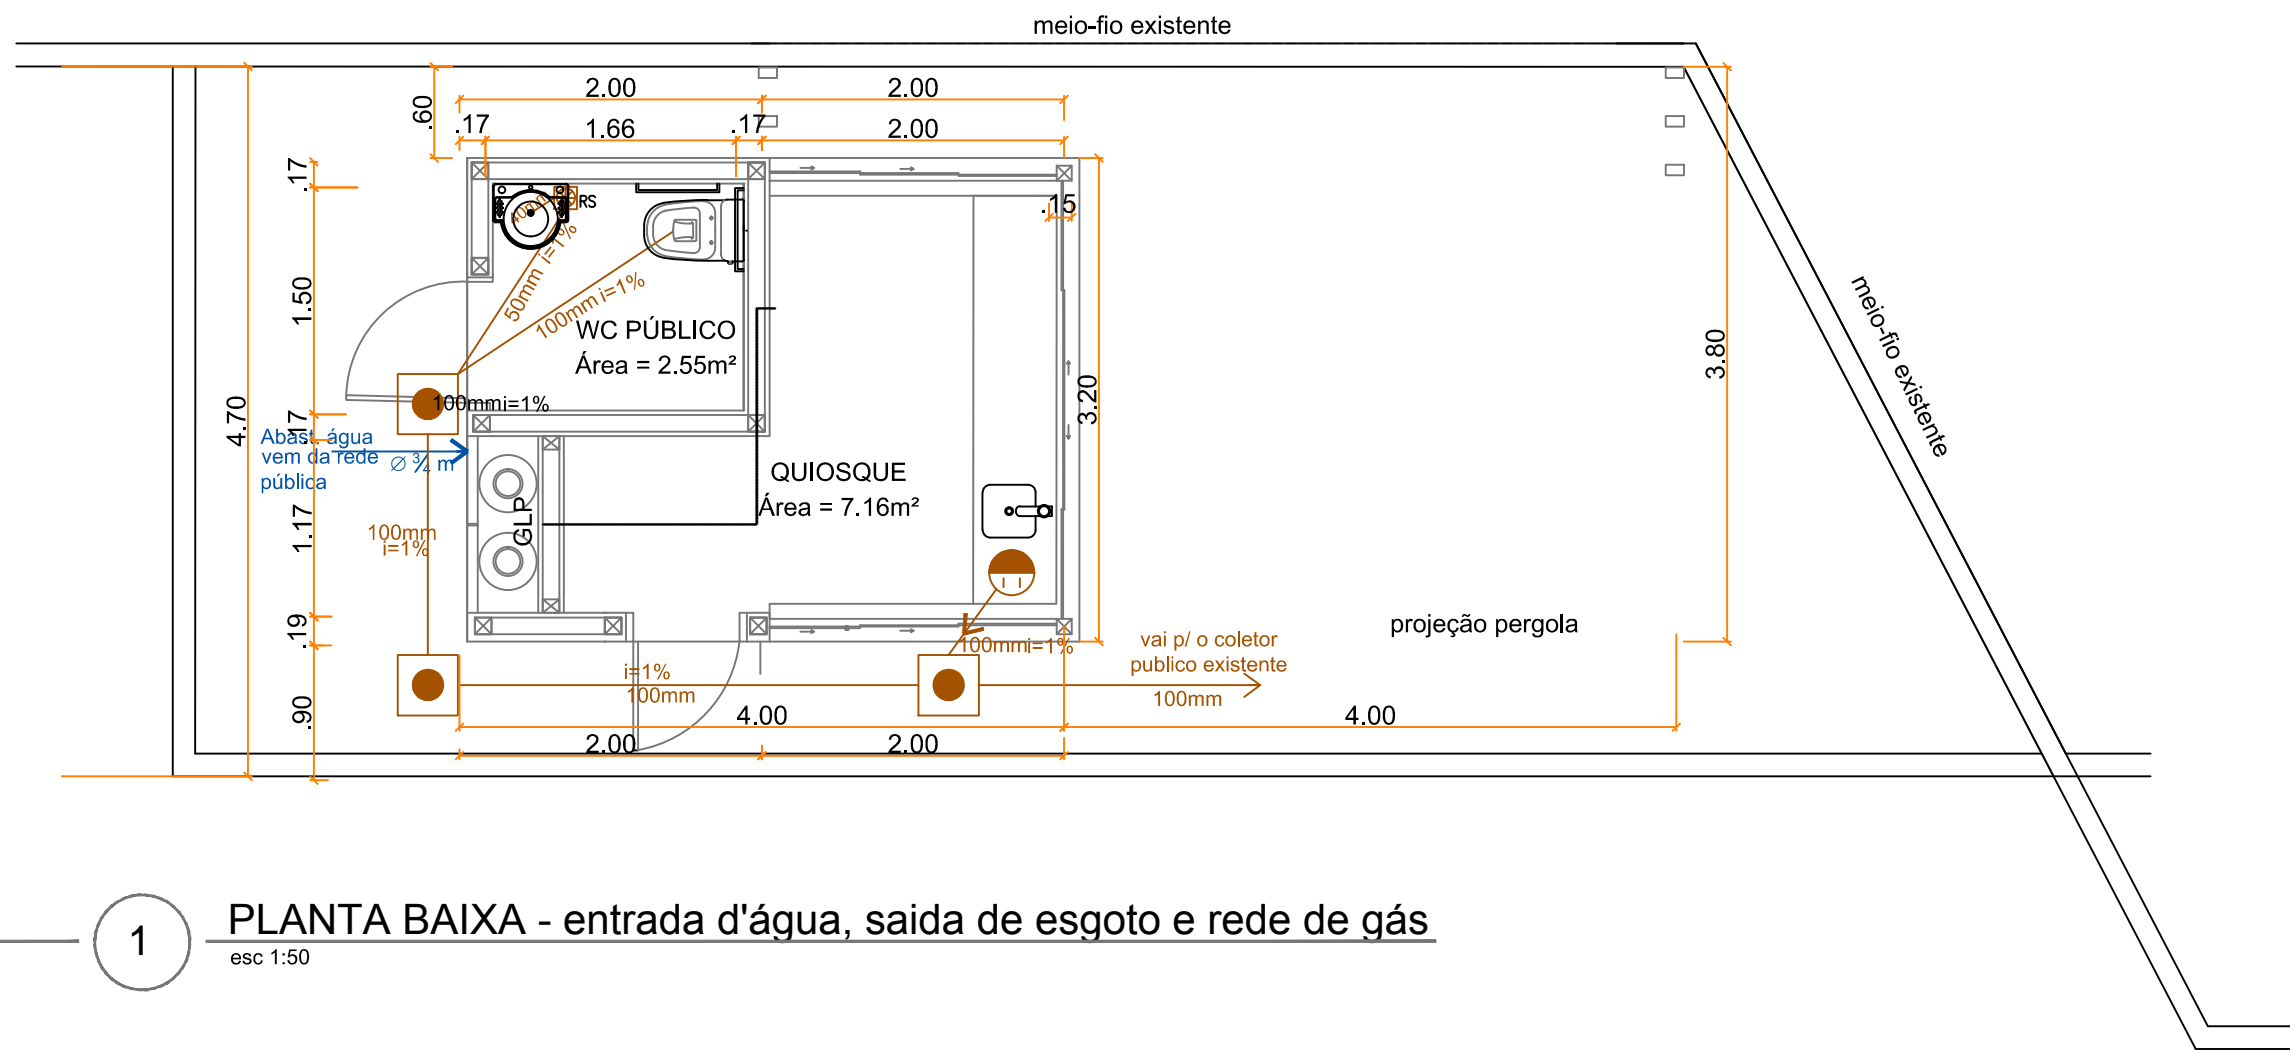 meio-fio existente
2.00
2.00
.60
.17
1.66
.17
2.00
.17
40mm
RS
.15
50mm i=1%
100mm i=1%
1.50
WC PÚBLICO
Área = 2.55m²
meio-fio existente
3.80
3.20
100mmi=1%
4.70
.17
Abast. água
vem da rede
pública
Ø ¾ m
QUIOSQUE
Área = 7.16m²
GLP
1.17
100mm
i=1%
.19
100mmi=1%
vai p/ o coletor
publico existente
100mm
projeção pergola
i=1%
100mm
.90
4.00
4.00
2.00
2.00
1
PLANTA BAIXA - entrada d'água, saida de esgoto e rede de gás
esc 1:50